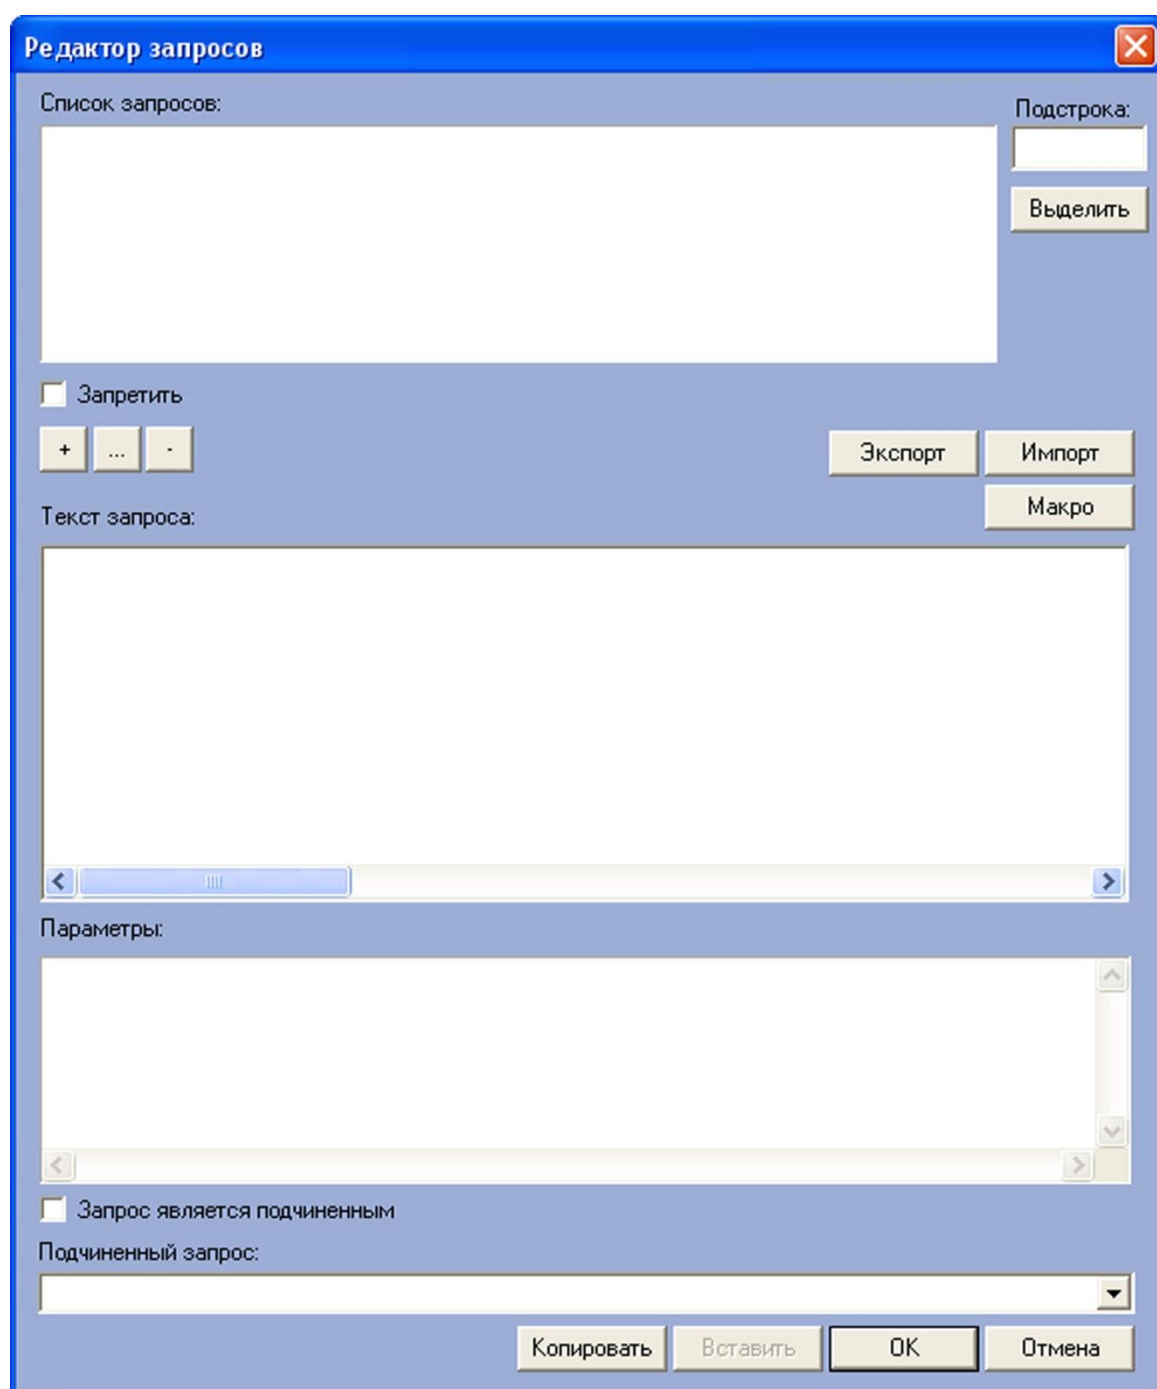 Редактор запросов
Список запросов:
Подстрока:
Выделить
Запретить
+ ... -
Экспорт Импорт
Макро
Текст запроса:
Параметры:
Запрос является подчиненным
Подчиненный запрос:
Копировать Вставить OK Отмена